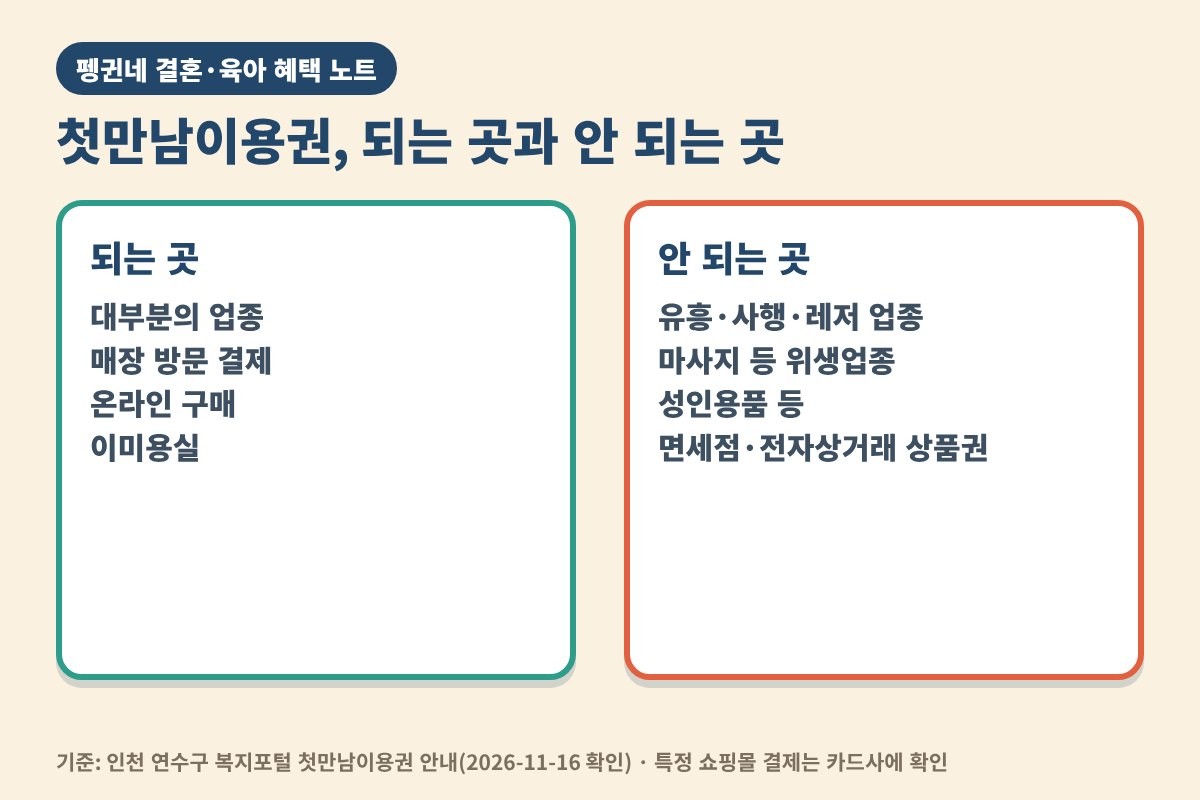 펭귄네 결혼·육아 혜택 노트
첫만남이용권, 되는 곳과 안 되는 곳
되는 곳
대부분의 업종
매장 방문 결제
온라인 구매
이미용실
안 되는 곳
유흥·사행·레저 업종
마사지 등 위생업종
성인용품 등
면세점·전자상거래 상품권
기준: 인천 연수구 복지포털 첫만남이용권 안내(2026-11-16 확인) · 특정 쇼핑몰 결제는 카드사에 확인